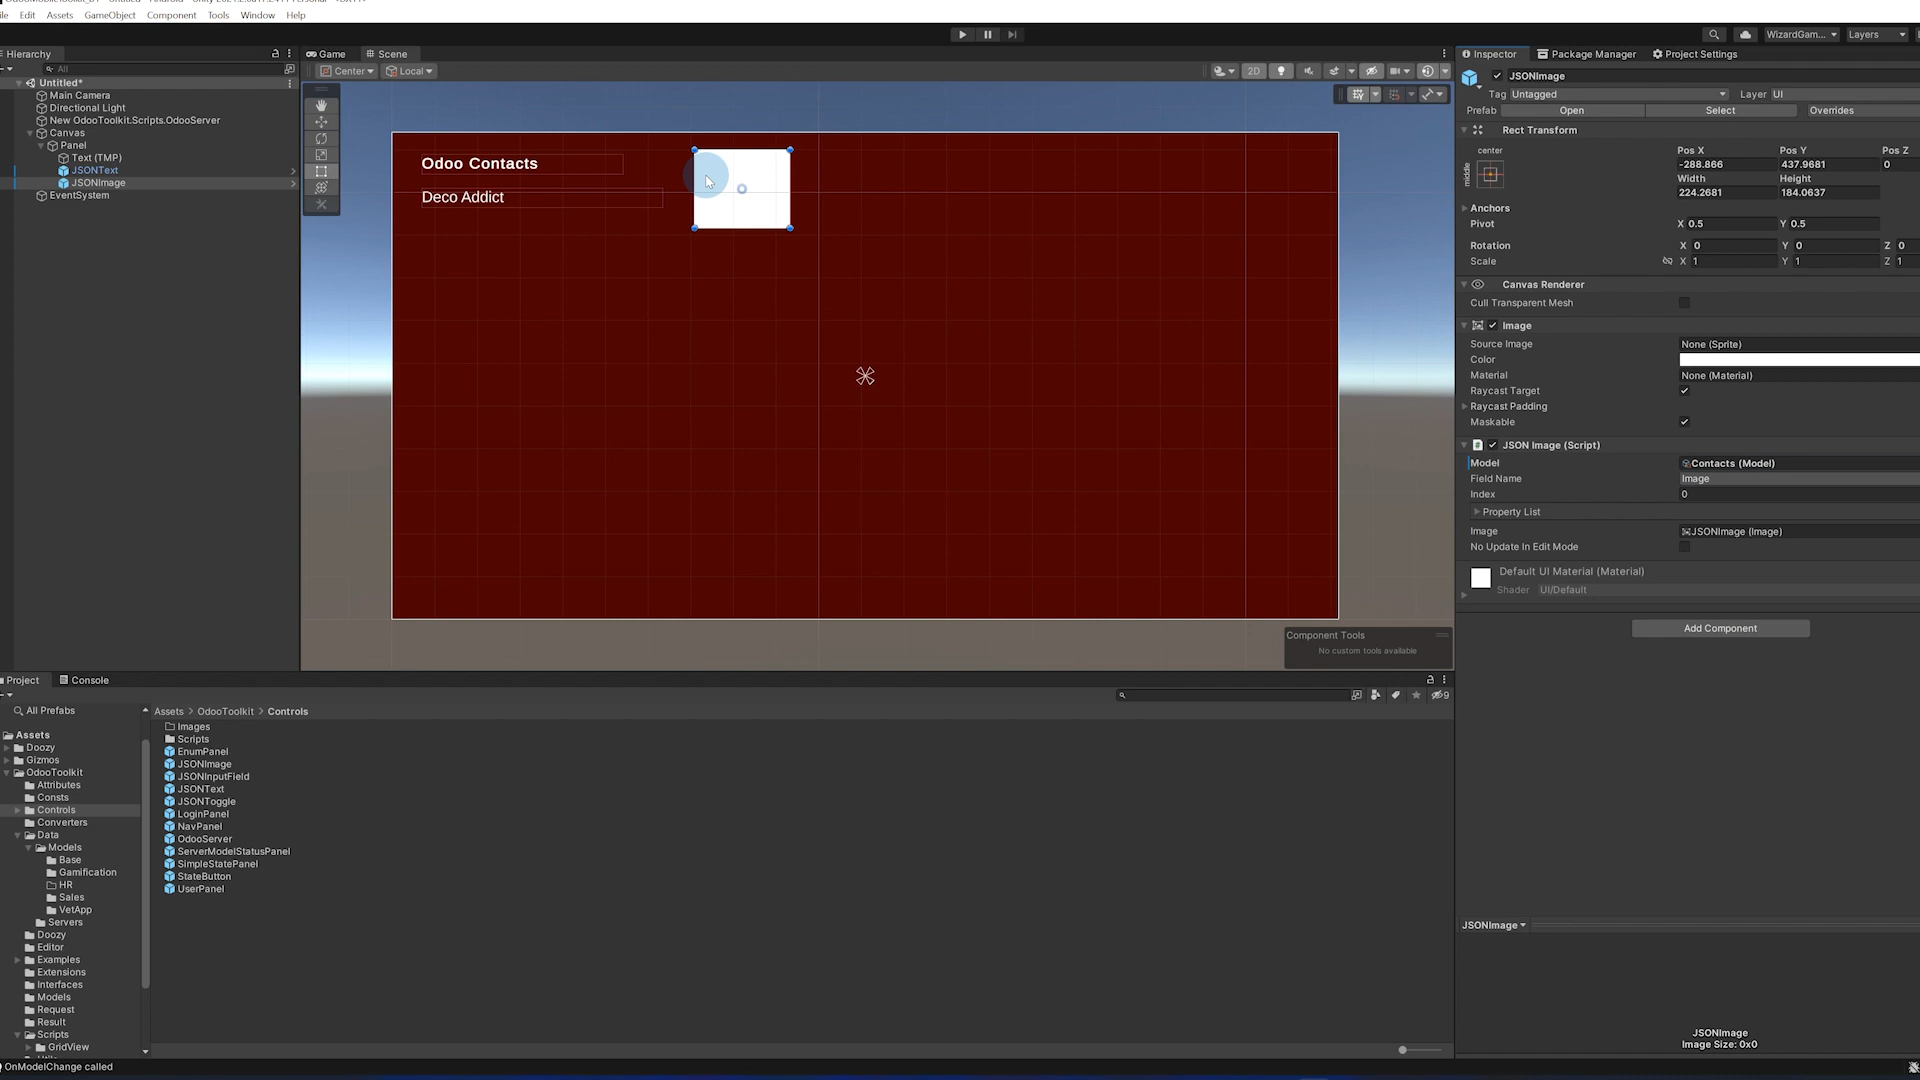 Edit Assets GameObject Component Tools Window Help
WizardGam... Layers
Hierarchy
All
Untitled*
Main Camera
Directional Light
New OdooToolkit.Scripts.OdooServer
Canvas
Panel
Text (TMP)
JSONText
JSONImage
EventSystem
Game Scene
Center Local
2D
Odoo Contacts
Deco Addict
Component Tools
No custom tools available
Inspector Package Manager Project Settings
JSONImage
Tag Untagged Layer UI
Prefab Open Select Overrides
Rect Transform
center
middle
Pos X Pos Y Pos Z
-288.866 437.9681 0
Width Height
224.2681 184.0637
Anchors
Pivot X 0.5 Y 0.5
Rotation X 0 Y 0 Z 0
Scale X 1 Y 1 Z 1
Canvas Renderer
Cull Transparent Mesh
Image
Source Image None (Sprite)
Color
Material None (Material)
Raycast Target
Raycast Padding
Maskable
JSON Image (Script)
Model Contacts (Model)
Field Name Image
Index 0
Property List
Image JSONImage (Image)
No Update In Edit Mode
Default UI Material (Material)
Shader UI/Default
Add Component
JSONImage
JSONImage
Image Size: 0x0
Project Console
9
All Prefabs
Assets
Doozy
Gizmos
OdooToolkit
Attributes
Consts
Controls
Converters
Data
Models
Base
Gamification
HR
Sales
VetApp
Servers
Doozy
Editor
Examples
Extensions
Interfaces
Models
Request
Result
Scripts
GridView
Assets > OdooToolkit > Controls
Images
Scripts
EnumPanel
JSONImage
JSONInputField
JSONText
JSONToggle
LoginPanel
NavPanel
OdooServer
ServerModelStatusPanel
SimpleStatePanel
StateButton
UserPanel
OnModelChange called